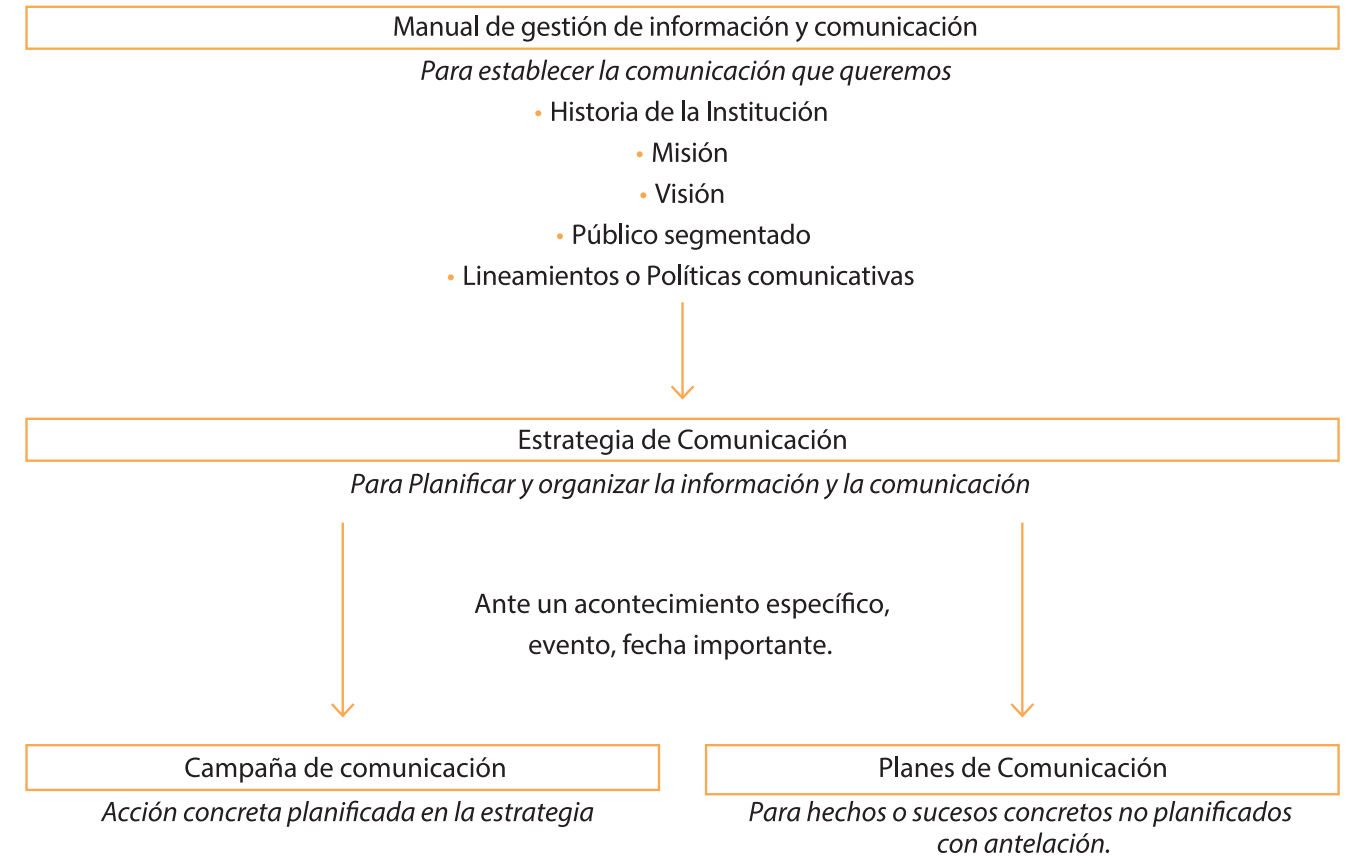 Manual de gestión de información y comunicación
Para establecer la comunicación que queremos
• Historia de la Institución
• Misión
• Visión
• Público segmentado
• Lineamientos o Políticas comunicativas
Estrategia de Comunicación
Para Planificar y organizar la información y la comunicación
Ante un acontecimiento específico,
evento, fecha importante.
Campaña de comunicación
Acción concreta planificada en la estrategia
Planes de Comunicación
Para hechos o sucesos concretos no planificados
con antelación.